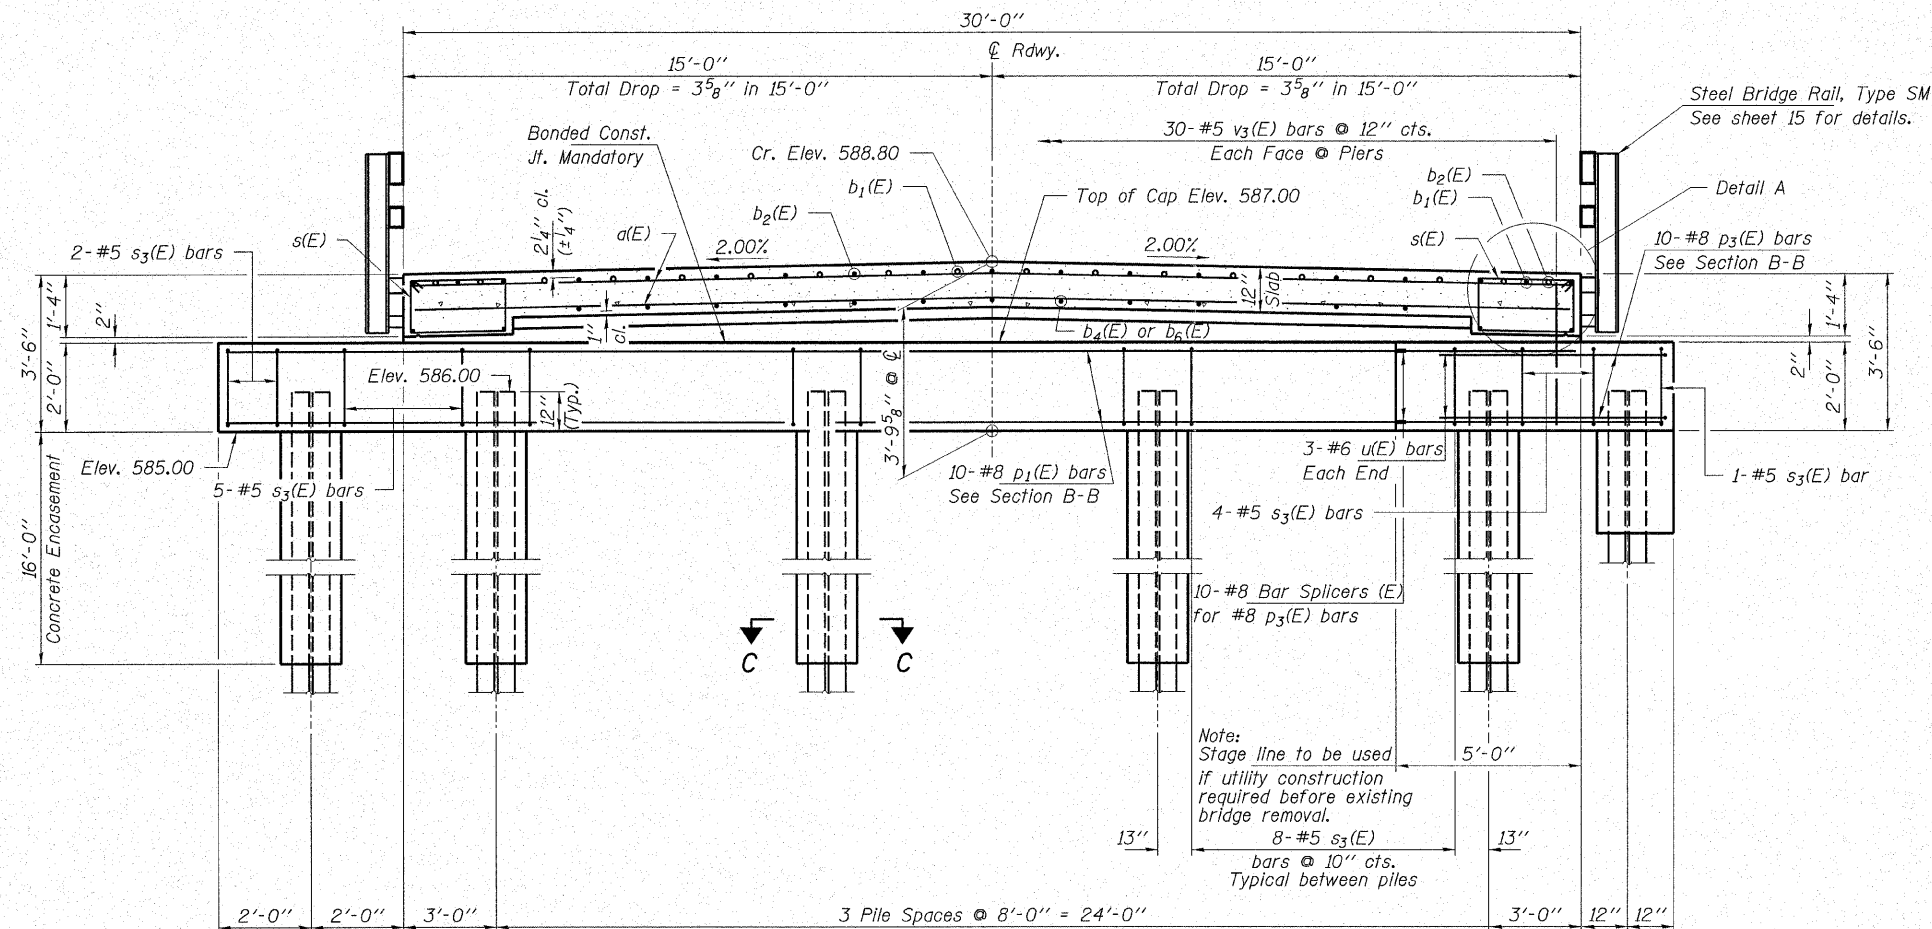 30'-0"
℄ Rdwy.
15'-0"
Total Drop = 3 5/8" in 15'-0"
15'-0"
Total Drop = 3 5/8" in 15'-0"
Steel Bridge Rail, Type SM
See sheet 15 for details.
Bonded Const.
Jt. Mandatory
30-#5 v3(E) bars @ 12" cts.
Each Face @ Piers
Cr. Elev. 588.80
b1(E)
b2(E)
Top of Cap Elev. 587.00
b2(E)
b1(E)
Detail A
2 1/4" cl.
(±1/4")
2-#5 s3(E) bars
s(E)
a(E)
2.00%
2.00%
s(E)
10-#8 p3(E) bars
See Section B-B
12"
Slab
3'-6"
1'-4"
2"
2'-0"
1"
cl.
b4(E) or b6(E)
1'-4"
2"
2'-0"
3'-6"
Elev. 586.00
12"
(Typ.)
3'-9 5/8" @ ℄
Elev. 585.00
5-#5 s3(E) bars
10-#8 p1(E) bars
See Section B-B
3-#6 u(E) bars
Each End
1-#5 s3(E) bar
4-#5 s3(E) bars
16'-0"
Concrete Encasement
10-#8 Bar Splicers (E)
for #8 p3(E) bars
C
C
Note:
Stage line to be used
if utility construction
required before existing
bridge removal.
5'-0"
13"
8-#5 s3(E)
bars @ 10" cts.
Typical between piles
13"
2'-0"
2'-0"
3'-0"
3 Pile Spaces @ 8'-0" = 24'-0"
3'-0"
12"
12"